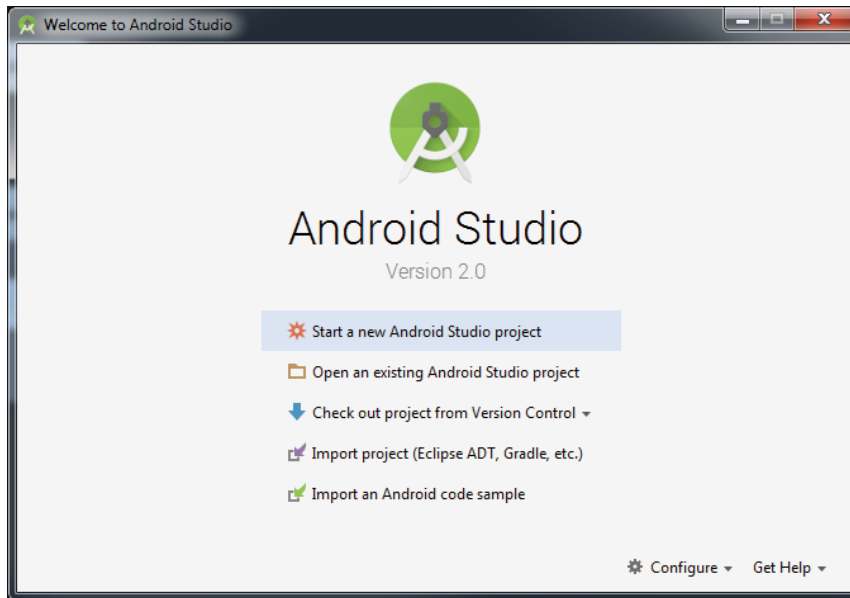 Welcome to Android Studio
Android Studio
Version 2.0
Start a new Android Studio project
Open an existing Android Studio project
Check out project from Version Control
Import project (Eclipse ADT, Gradle, etc.)
Import an Android code sample
Configure Get Help